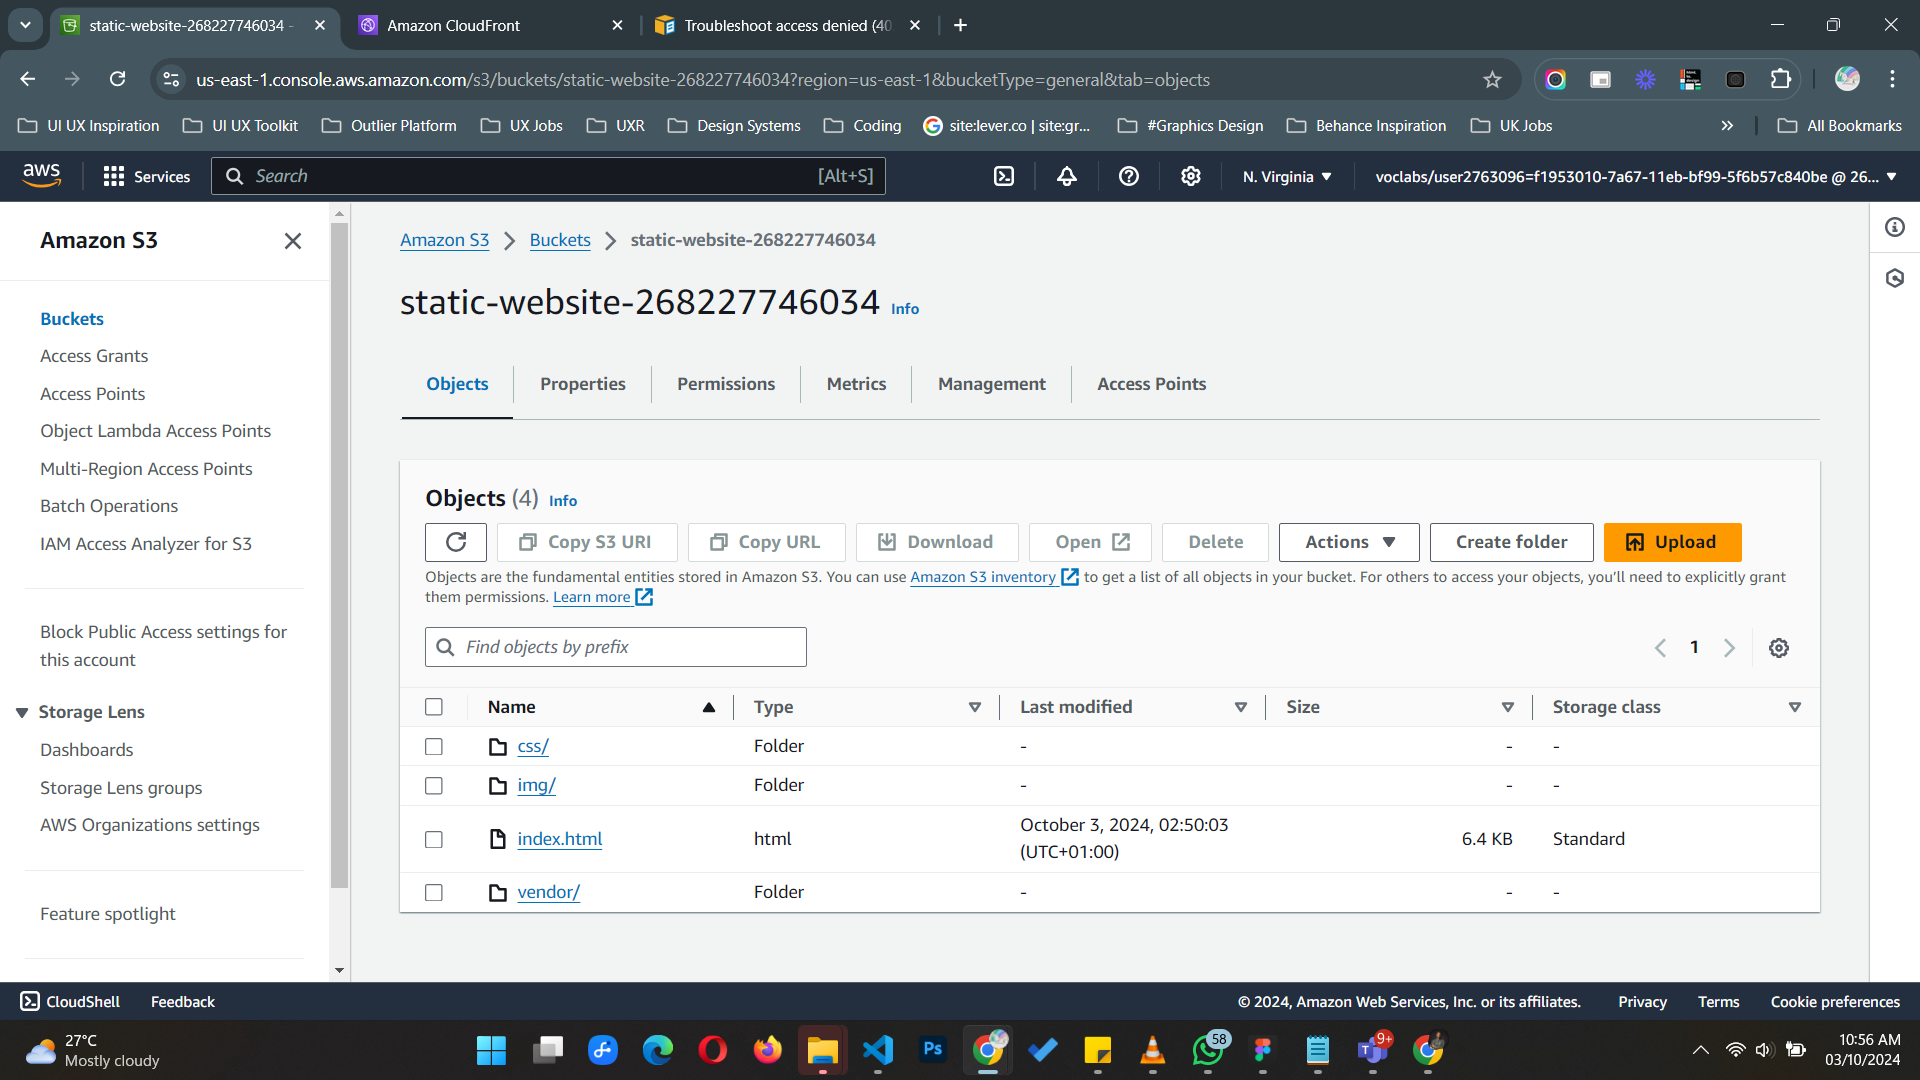 static-website-268227746034 -
Amazon CloudFront
Troubleshoot access denied (40
us-east-1.console.aws.amazon.com/s3/buckets/static-website-268227746034?region=us-east-1&bucketType=general&tab=objects
UI UX Inspiration
UI UX Toolkit
Outlier Platform
UX Jobs
UXR
Design Systems
Coding
site:lever.co | site:gr...
#Graphics Design
Behance Inspiration
UK Jobs
All Bookmarks
aws
Services
Search
[Alt+S]
N. Virginia
voclabs/user2763096=f1953010-7a67-11eb-bf99-5f6b57c840be @ 26...
Amazon S3
Buckets
Access Grants
Access Points
Object Lambda Access Points
Multi-Region Access Points
Batch Operations
IAM Access Analyzer for S3
Block Public Access settings for
this account
Storage Lens
Dashboards
Storage Lens groups
AWS Organizations settings
Feature spotlight
Amazon S3
Buckets
static-website-268227746034
static-website-268227746034 Info
Objects
Properties
Permissions
Metrics
Management
Access Points
Objects (4) Info
Copy S3 URI
Copy URL
Download
Open
Delete
Actions
Create folder
Upload
Objects are the fundamental entities stored in Amazon S3. You can use Amazon S3 inventory to get a list of all objects in your bucket. For others to access your objects, you'll need to explicitly grant
them permissions. Learn more
Find objects by prefix
1
Name Type Last modified Size Storage class
css/ Folder - - -
img/ Folder - - -
index.html html October 3, 2024, 02:50:03
(UTC+01:00) 6.4 KB Standard
vendor/ Folder - - -
CloudShell
Feedback
© 2024, Amazon Web Services, Inc. or its affiliates.
Privacy
Terms
Cookie preferences
27°C
Mostly cloudy
Ps
58
9+
10:56 AM
03/10/2024